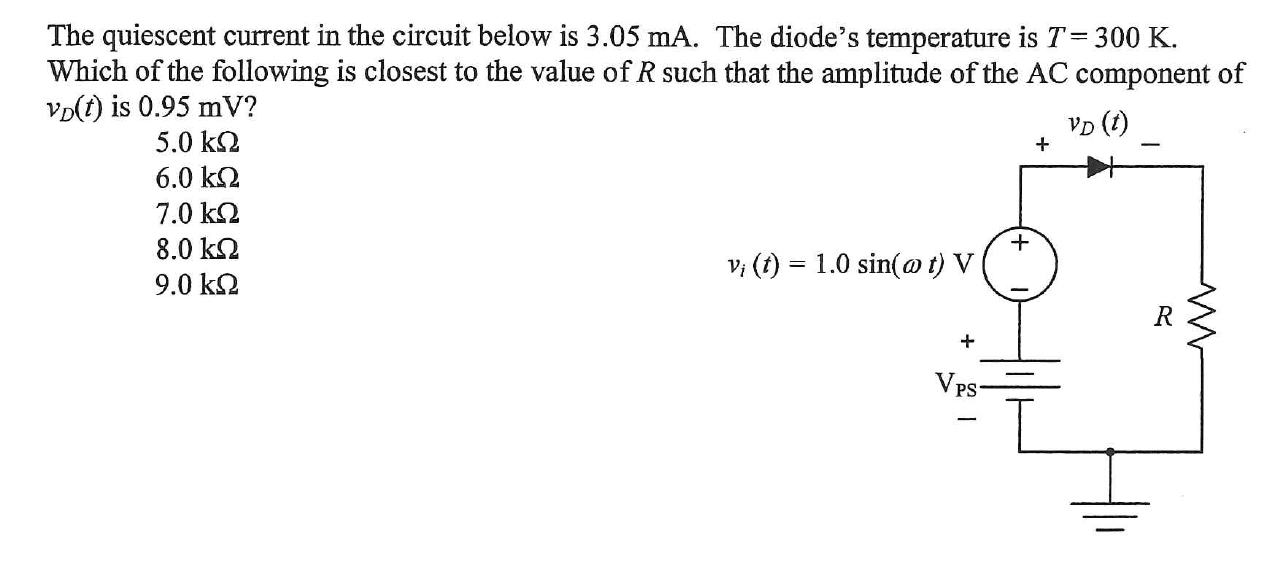 The quiescent current in the circuit below is 3.05 mA. The diode's temperature is T = 300 K.
Which of the following is closest to the value of R such that the amplitude of the AC component of
v_D(t) is 0.95 mV?
5.0 kΩ
6.0 kΩ
7.0 kΩ
8.0 kΩ
9.0 kΩ
v_D (t)
+ −
v_i (t) = 1.0 sin(ω t) V
+
−
R
+
V_PS
−